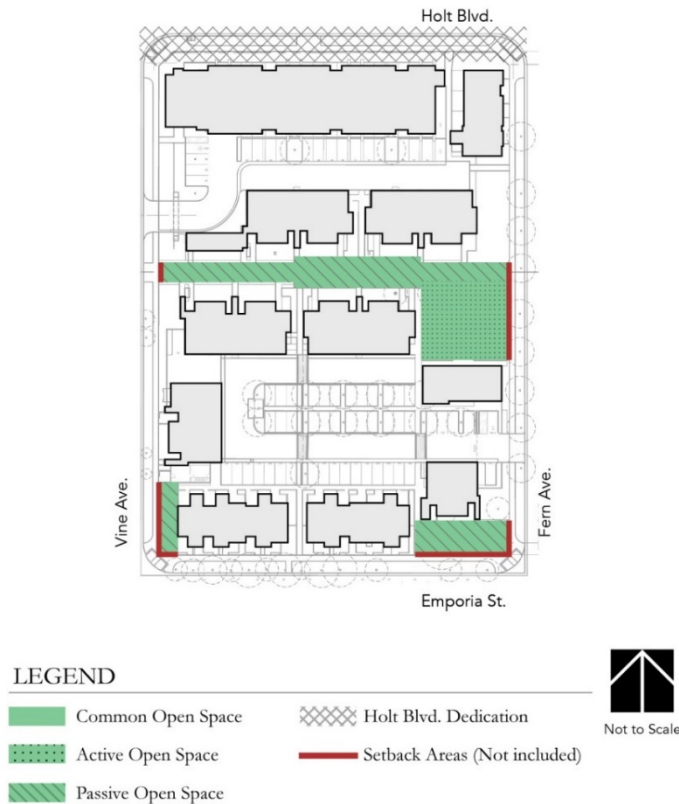 Holt Blvd.
Vine Ave.
Fern Ave.
Emporia St.
LEGEND
Common Open Space
Active Open Space
Passive Open Space
Holt Blvd. Dedication
Setback Areas (Not included)
Not to Scale